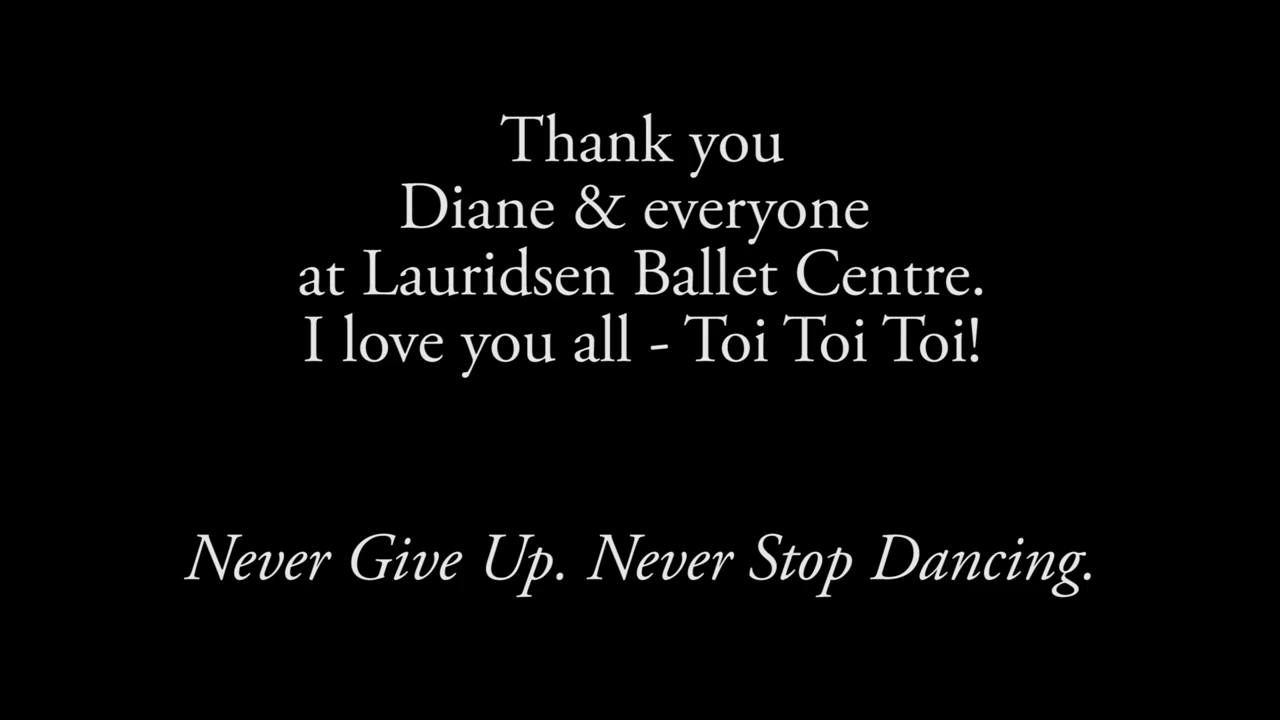 Thank you
Diane & everyone
at Lauridsen Ballet Centre.
I love you all - Toi Toi Toi!
Never Give Up. Never Stop Dancing.